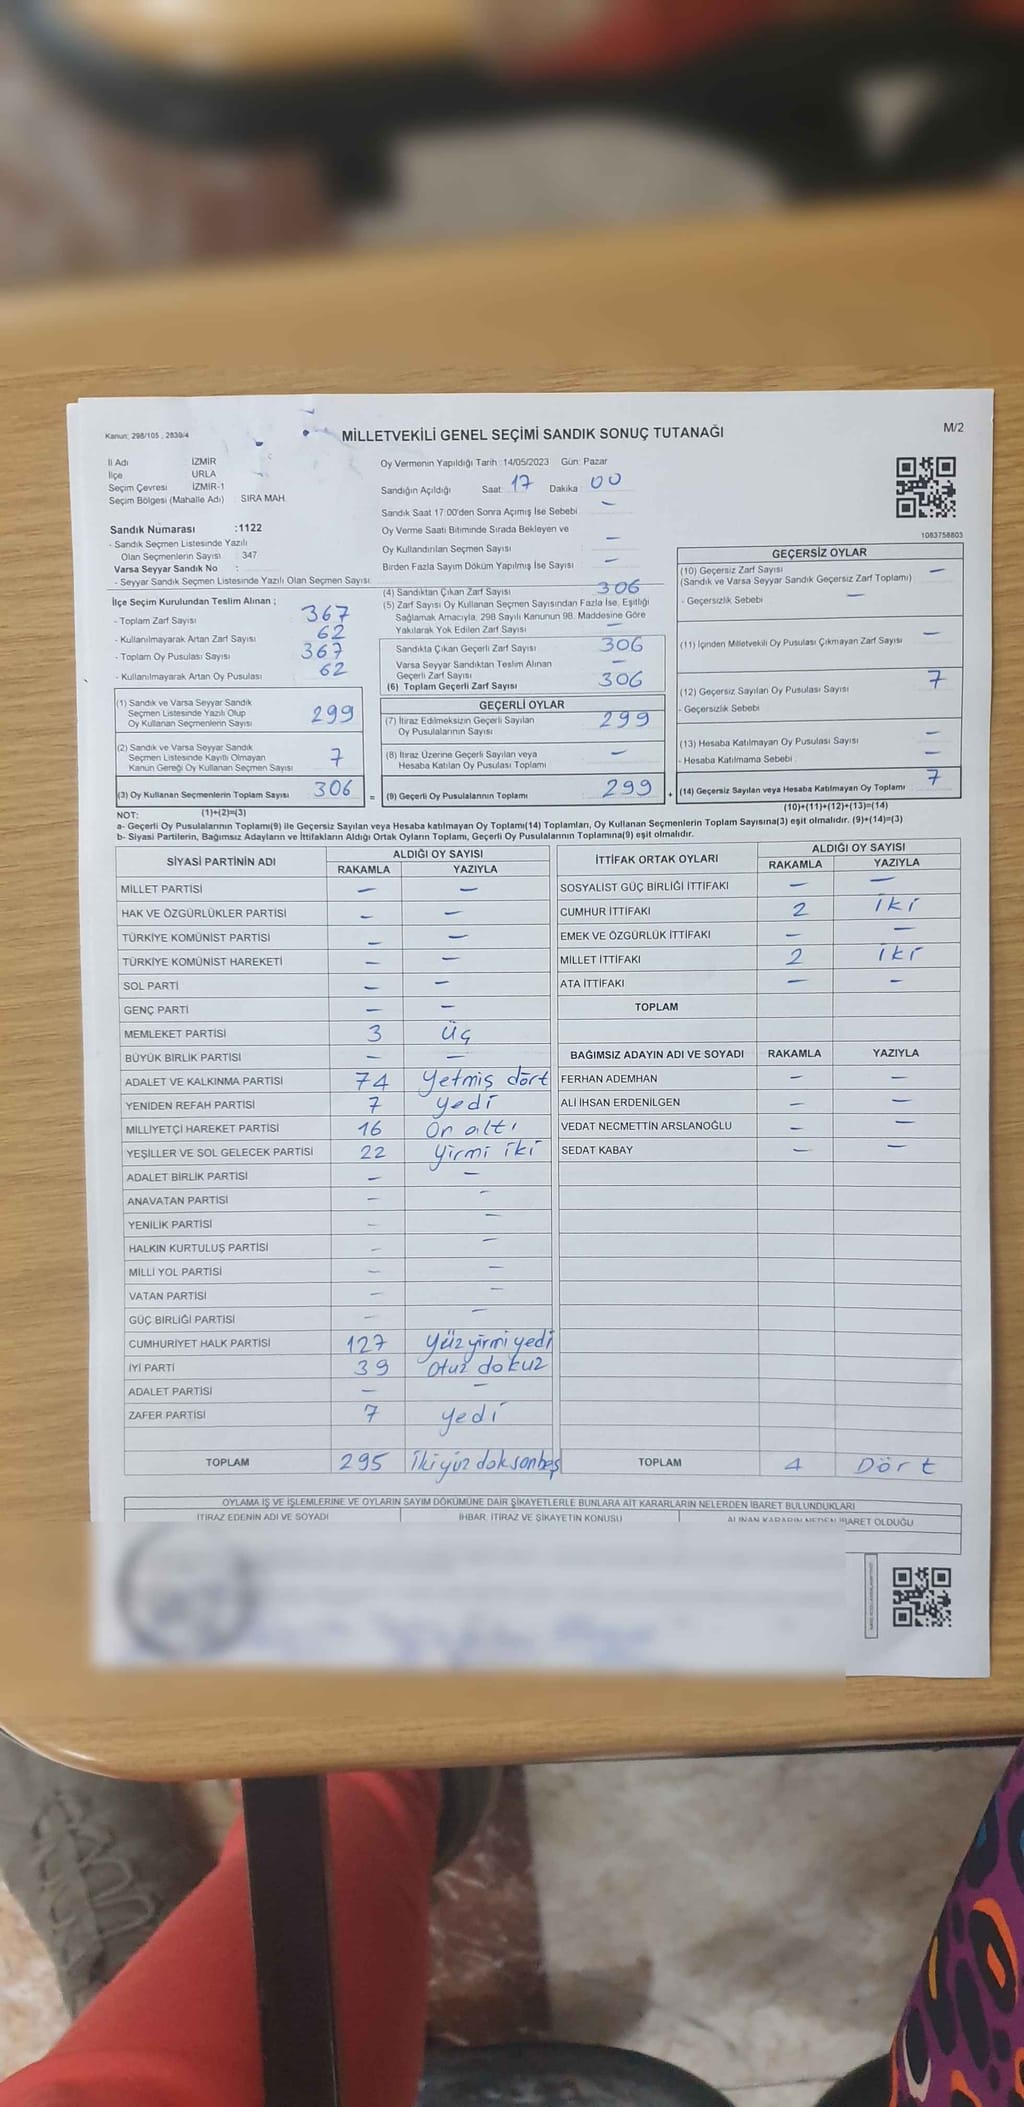 Kanun; 298/105 , 2839/4
MİLLETVEKİLİ GENEL SEÇİMİ SANDIK SONUÇ TUTANAĞI
M/2
İl Adı İZMİR
İlçe URLA
Seçim Çevresi İZMİR-1
Seçim Bölgesi (Mahalle Adı) : SIRA MAH.
Sandık Numarası :1122
- Sandık Seçmen Listesinde Yazılı
Olan Seçmenlerin Sayısı : 347
Varsa Seyyar Sandık No :
- Seyyar Sandık Seçmen Listesinde Yazılı Olan Seçmen Sayısı:
Oy Vermenin Yapıldığı Tarih :14/05/2023 Gün: Pazar
Sandığın Açıldığı Saat: 17 Dakika: 00
Sandık Saat 17:00'den Sonra Açımış İse Sebebi —
Oy Verme Saati Bitiminde Sırada Bekleyen ve
Oy Kullandırılan Seçmen Sayısı —
Birden Fazla Sayım Döküm Yapılmış İse Sayısı —
1083758803
İlçe Seçim Kurulundan Teslim Alınan ;
- Toplam Zarf Sayısı : 367
- Kullanılmayarak Artan Zarf Sayısı : 62
- Toplam Oy Pusulası Sayısı : 367
- Kullanılmayarak Artan Oy Pusulası : 62
(1) Sandık ve Varsa Seyyar Sandık
Seçmen Listesinde Yazılı Olup
Oy Kullanan Seçmenlerin Sayısı 299
(2) Sandık ve Varsa Seyyar Sandık
Seçmen Listesinde Kayıtlı Olmayan
Kanun Gereği Oy Kullanan Seçmen Sayısı 7
(3) Oy Kullanan Seçmenlerin Toplam Sayısı 306
(4) Sandıktan Çıkan Zarf Sayısı 306
(5) Zarf Sayısı Oy Kullanan Seçmen Sayısından Fazla İse, Eşitliği
Sağlamak Amacıyla, 298 Sayılı Kanunun 98. Maddesine Göre
Yakılarak Yok Edilen Zarf Sayısı —
Sandıkta Çıkan Geçerli Zarf Sayısı 306
Varsa Seyyar Sandıktan Teslim Alınan
Geçerli Zarf Sayısı —
(6) Toplam Geçerli Zarf Sayısı 306
GEÇERLİ OYLAR
(7) İtiraz Edilmeksizin Geçerli Sayılan
Oy Pusulalarının Sayısı 299
(8) İtiraz Üzerine Geçerli Sayılan veya
Hesaba Katılan Oy Pusulası Toplamı —
= (9) Geçerli Oy Pusulalarının Toplamı 299
GEÇERSİZ OYLAR
(10) Geçersiz Zarf Sayısı —
(Sandık ve Varsa Seyyar Sandık Geçersiz Zarf Toplamı)
- Geçersizlik Sebebi —
(11) İçinden Milletvekili Oy Pusulası Çıkmayan Zarf Sayısı —
(12) Geçersiz Sayılan Oy Pusulası Sayısı 7
- Geçersizlik Sebebi
(13) Hesaba Katılmayan Oy Pusulası Sayısı —
- Hesaba Katılmama Sebebi : —
+ (14) Geçersiz Sayılan veya Hesaba Katılmayan Oy Toplamı 7
NOT: (1)+(2)=(3) (10)+(11)+(12)+(13)=(14)
a- Geçerli Oy Pusulalarının Toplamı(9) ile Geçersiz Sayılan veya Hesaba katılmayan Oy Toplamı(14) Toplamları, Oy Kullanan Seçmenlerin Toplam Sayısına(3) eşit olmalıdır. (9)+(14)=(3)
b- Siyasi Partilerin, Bağımsız Adayların ve İttifakların Aldığı Ortak Oyların Toplamı, Geçerli Oy Pusulalarının Toplamına(9) eşit olmalıdır.
SİYASİ PARTİNİN ADI ALDIĞI OY SAYISI
RAKAMLA YAZIYLA
MİLLET PARTİSİ — —
HAK VE ÖZGÜRLÜKLER PARTİSİ — —
TÜRKİYE KOMÜNİST PARTİSİ — —
TÜRKİYE KOMÜNİST HAREKETİ — —
SOL PARTİ — —
GENÇ PARTİ — —
MEMLEKET PARTİSİ 3 üç
BÜYÜK BİRLİK PARTİSİ — —
ADALET VE KALKINMA PARTİSİ 74 yetmiş dört
YENİDEN REFAH PARTİSİ 7 yedi
MİLLİYETÇİ HAREKET PARTİSİ 16 On altı
YEŞİLLER VE SOL GELECEK PARTİSİ 22 yirmi iki
ADALET BİRLİK PARTİSİ — —
ANAVATAN PARTİSİ — —
YENİLİK PARTİSİ — —
HALKIN KURTULUŞ PARTİSİ — —
MİLLİ YOL PARTİSİ — —
VATAN PARTİSİ — —
GÜÇ BİRLİĞİ PARTİSİ — —
CUMHURİYET HALK PARTİSİ 127 yüz yirmi yedi
İYİ PARTİ 39 otuz dokuz
ADALET PARTİSİ — —
ZAFER PARTİSİ 7 yedi
TOPLAM 295 İki yüz doksan beş
İTTİFAK ORTAK OYLARI ALDIĞI OY SAYISI
RAKAMLA YAZIYLA
SOSYALİST GÜÇ BİRLİĞİ İTTİFAKI — —
CUMHUR İTTİFAKI 2 iki
EMEK VE ÖZGÜRLÜK İTTİFAKI — —
MİLLET İTTİFAKI 2 iki
ATA İTTİFAKI — —
TOPLAM
BAĞIMSIZ ADAYIN ADI VE SOYADI RAKAMLA YAZIYLA
FERHAN ADEMHAN — —
ALİ İHSAN ERDENİLGEN — —
VEDAT NECMETTİN ARSLANOĞLU — —
SEDAT KABAY — —
TOPLAM 4 Dört
OYLAMA İŞ VE İŞLEMLERİNE VE OYLARIN SAYIM DÖKÜMÜNE DAİR ŞİKAYETLERLE BUNLARA AİT KARARLARIN NELERDEN İBARET BULUNDUKLARI
İTİRAZ EDENİN ADI VE SOYADI İHBAR, İTİRAZ VE ŞİKAYETİN KONUSU ALINAN KARARIN NEDEN İBARET OLDUĞU